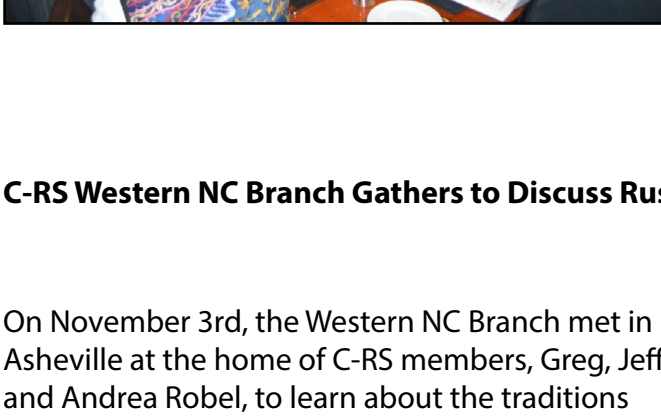 C-RS Western NC Branch Gathers to Discuss
On November 3rd, the Western NC Branch met in
Asheville at the home of C-RS members, Greg, Jeff
and Andrea Robel, to learn about the traditions